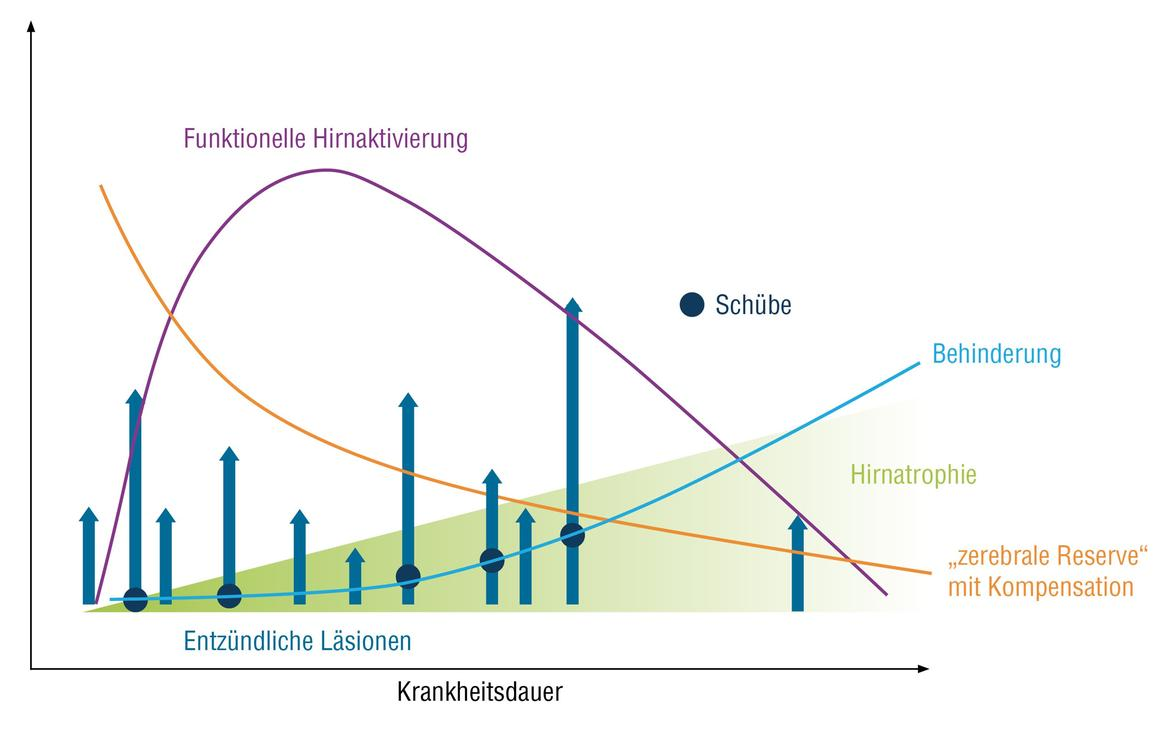 Funktionelle Hirnaktivierung
Schübe
Behinderung
Hirnatrophie
„zerebrale Reserve“
mit Kompensation
Entzündliche Läsionen
Krankheitsdauer